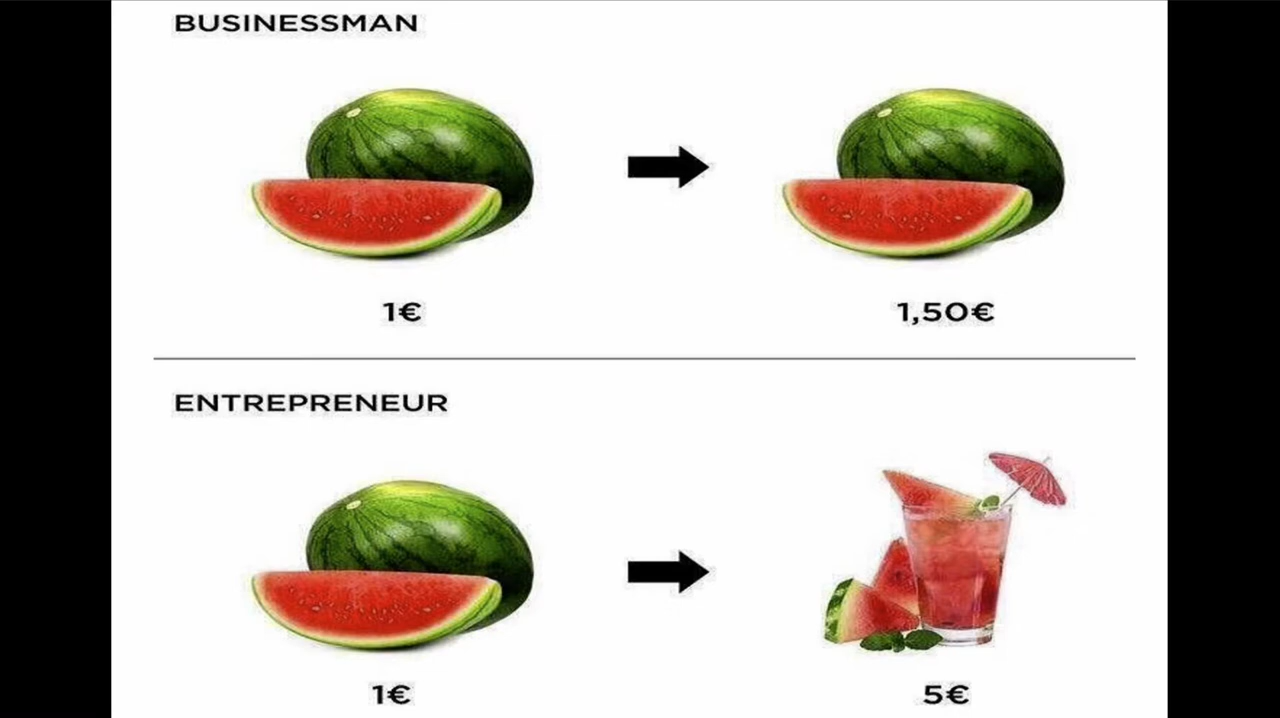 BUSINESSMAN
1€
1,50€
ENTREPRENEUR
1€
5€